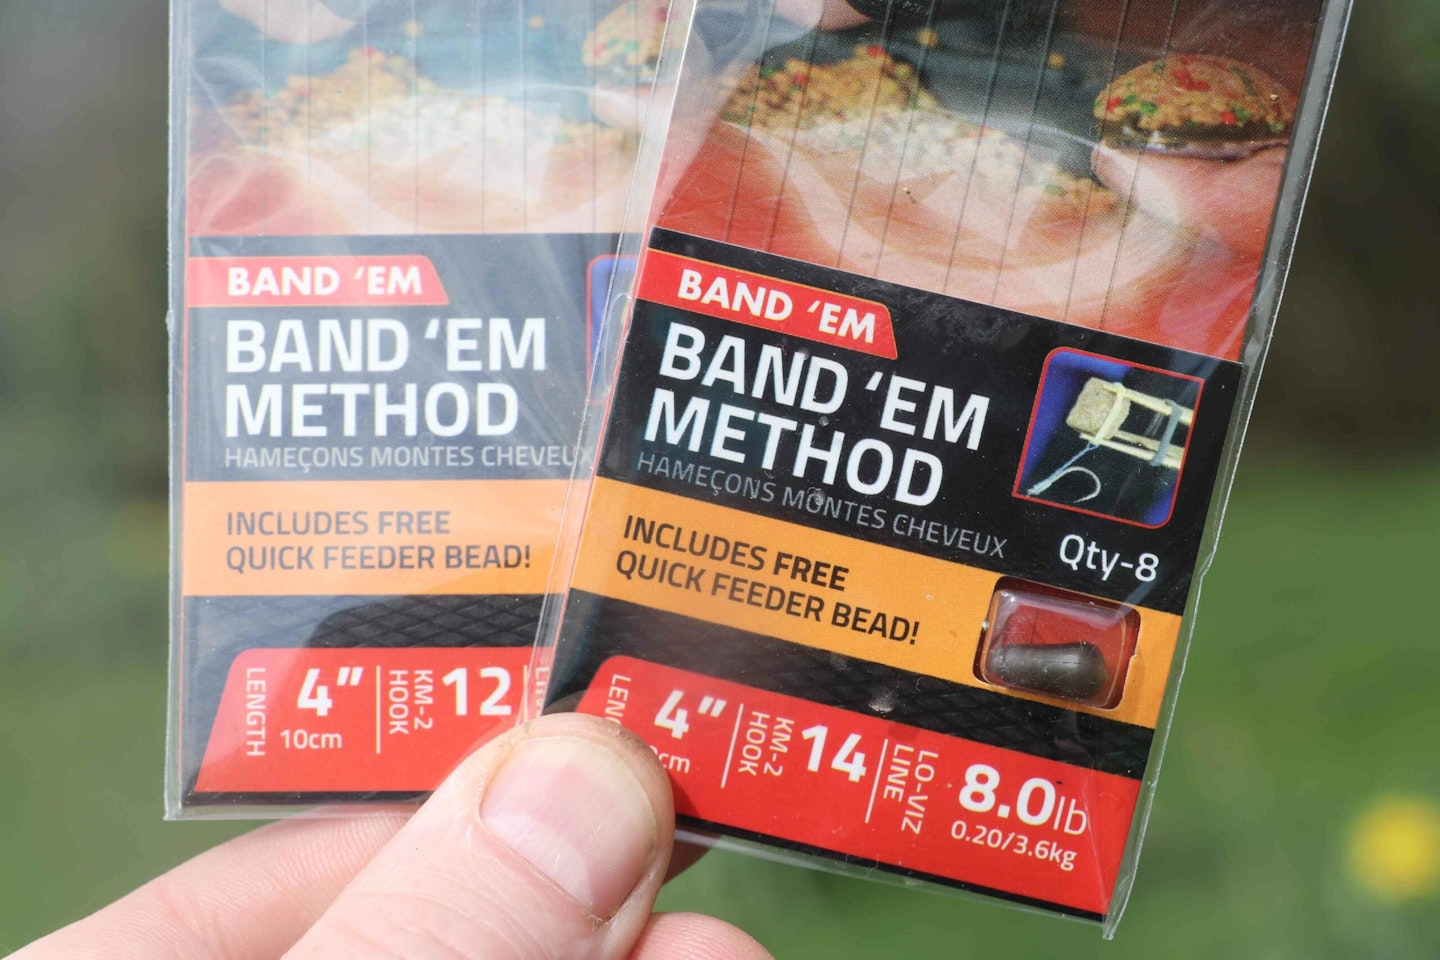 BAND ‘EM
BAND ‘EM
METHOD
HAMEÇONS MONTES CHEVEUX
INCLUDES FREE
QUICK FEEDER BEAD!
LENGTH
4”
10cm
KM-2
HOOK
12
BAND ‘EM
BAND ‘EM
METHOD
HAMEÇONS MONTES CHEVEUX
Qty-8
INCLUDES FREE
QUICK FEEDER BEAD!
4”
KM-2
HOOK
14
LO-VIZ
LINE
8.0lb
0.20/3.6kg